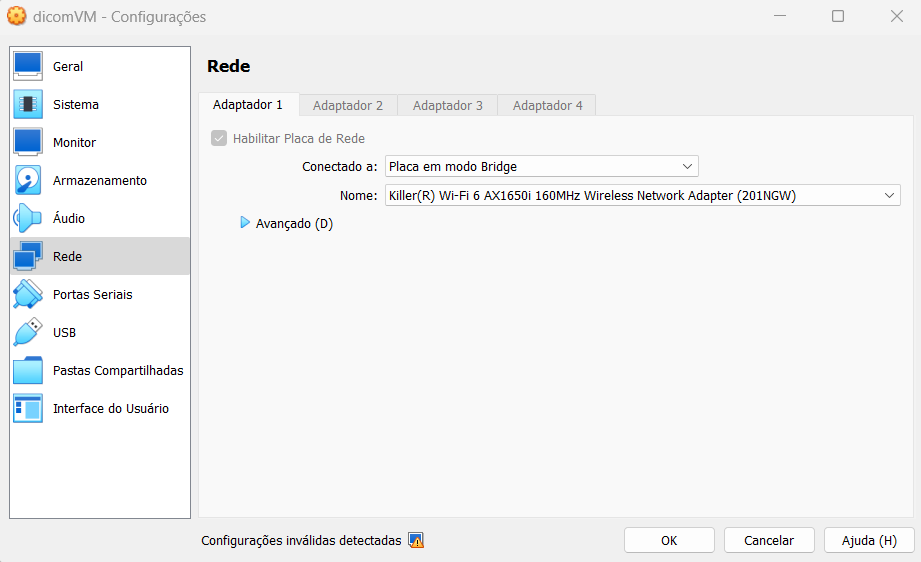 dicomVM - Configurações
Geral
Sistema
Monitor
Armazenamento
Áudio
Rede
Portas Seriais
USB
Pastas Compartilhadas
Interface do Usuário
Rede
Adaptador 1 Adaptador 2 Adaptador 3 Adaptador 4
Habilitar Placa de Rede
Conectado a: Placa em modo Bridge
Nome: Killer(R) Wi-Fi 6 AX1650i 160MHz Wireless Network Adapter (201NGW)
Avançado (D)
Configurações inválidas detectadas
OK Cancelar Ajuda (H)